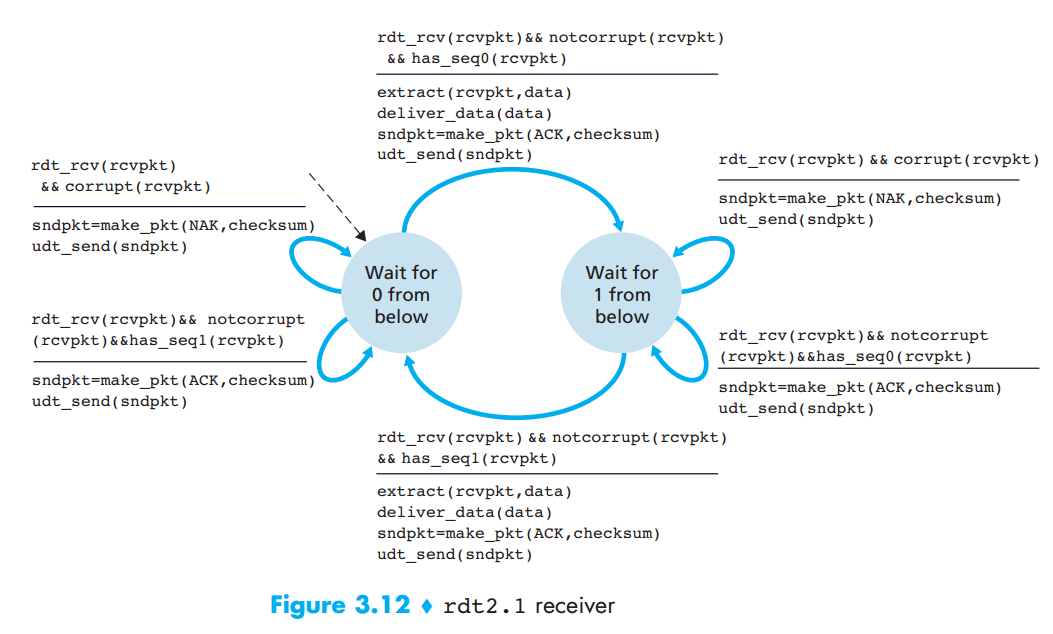 rdt_rcv(rcvpkt)&& notcorrupt(rcvpkt)
&& has_seq0(rcvpkt)
extract(rcvpkt,data)
deliver_data(data)
sndpkt=make_pkt(ACK,checksum)
udt_send(sndpkt)
rdt_rcv(rcvpkt)
&& corrupt(rcvpkt)
sndpkt=make_pkt(NAK,checksum)
udt_send(sndpkt)
rdt_rcv(rcvpkt) && corrupt(rcvpkt)
sndpkt=make_pkt(NAK,checksum)
udt_send(sndpkt)
Wait for
0 from
below
Wait for
1 from
below
rdt_rcv(rcvpkt)&& notcorrupt
(rcvpkt)&&has_seq1(rcvpkt)
sndpkt=make_pkt(ACK,checksum)
udt_send(sndpkt)
rdt_rcv(rcvpkt)&& notcorrupt
(rcvpkt)&&has_seq0(rcvpkt)
sndpkt=make_pkt(ACK,checksum)
udt_send(sndpkt)
rdt_rcv(rcvpkt) && notcorrupt(rcvpkt)
&& has_seq1(rcvpkt)
extract(rcvpkt,data)
deliver_data(data)
sndpkt=make_pkt(ACK,checksum)
udt_send(sndpkt)
Figure 3.12 ♦ rdt2.1 receiver